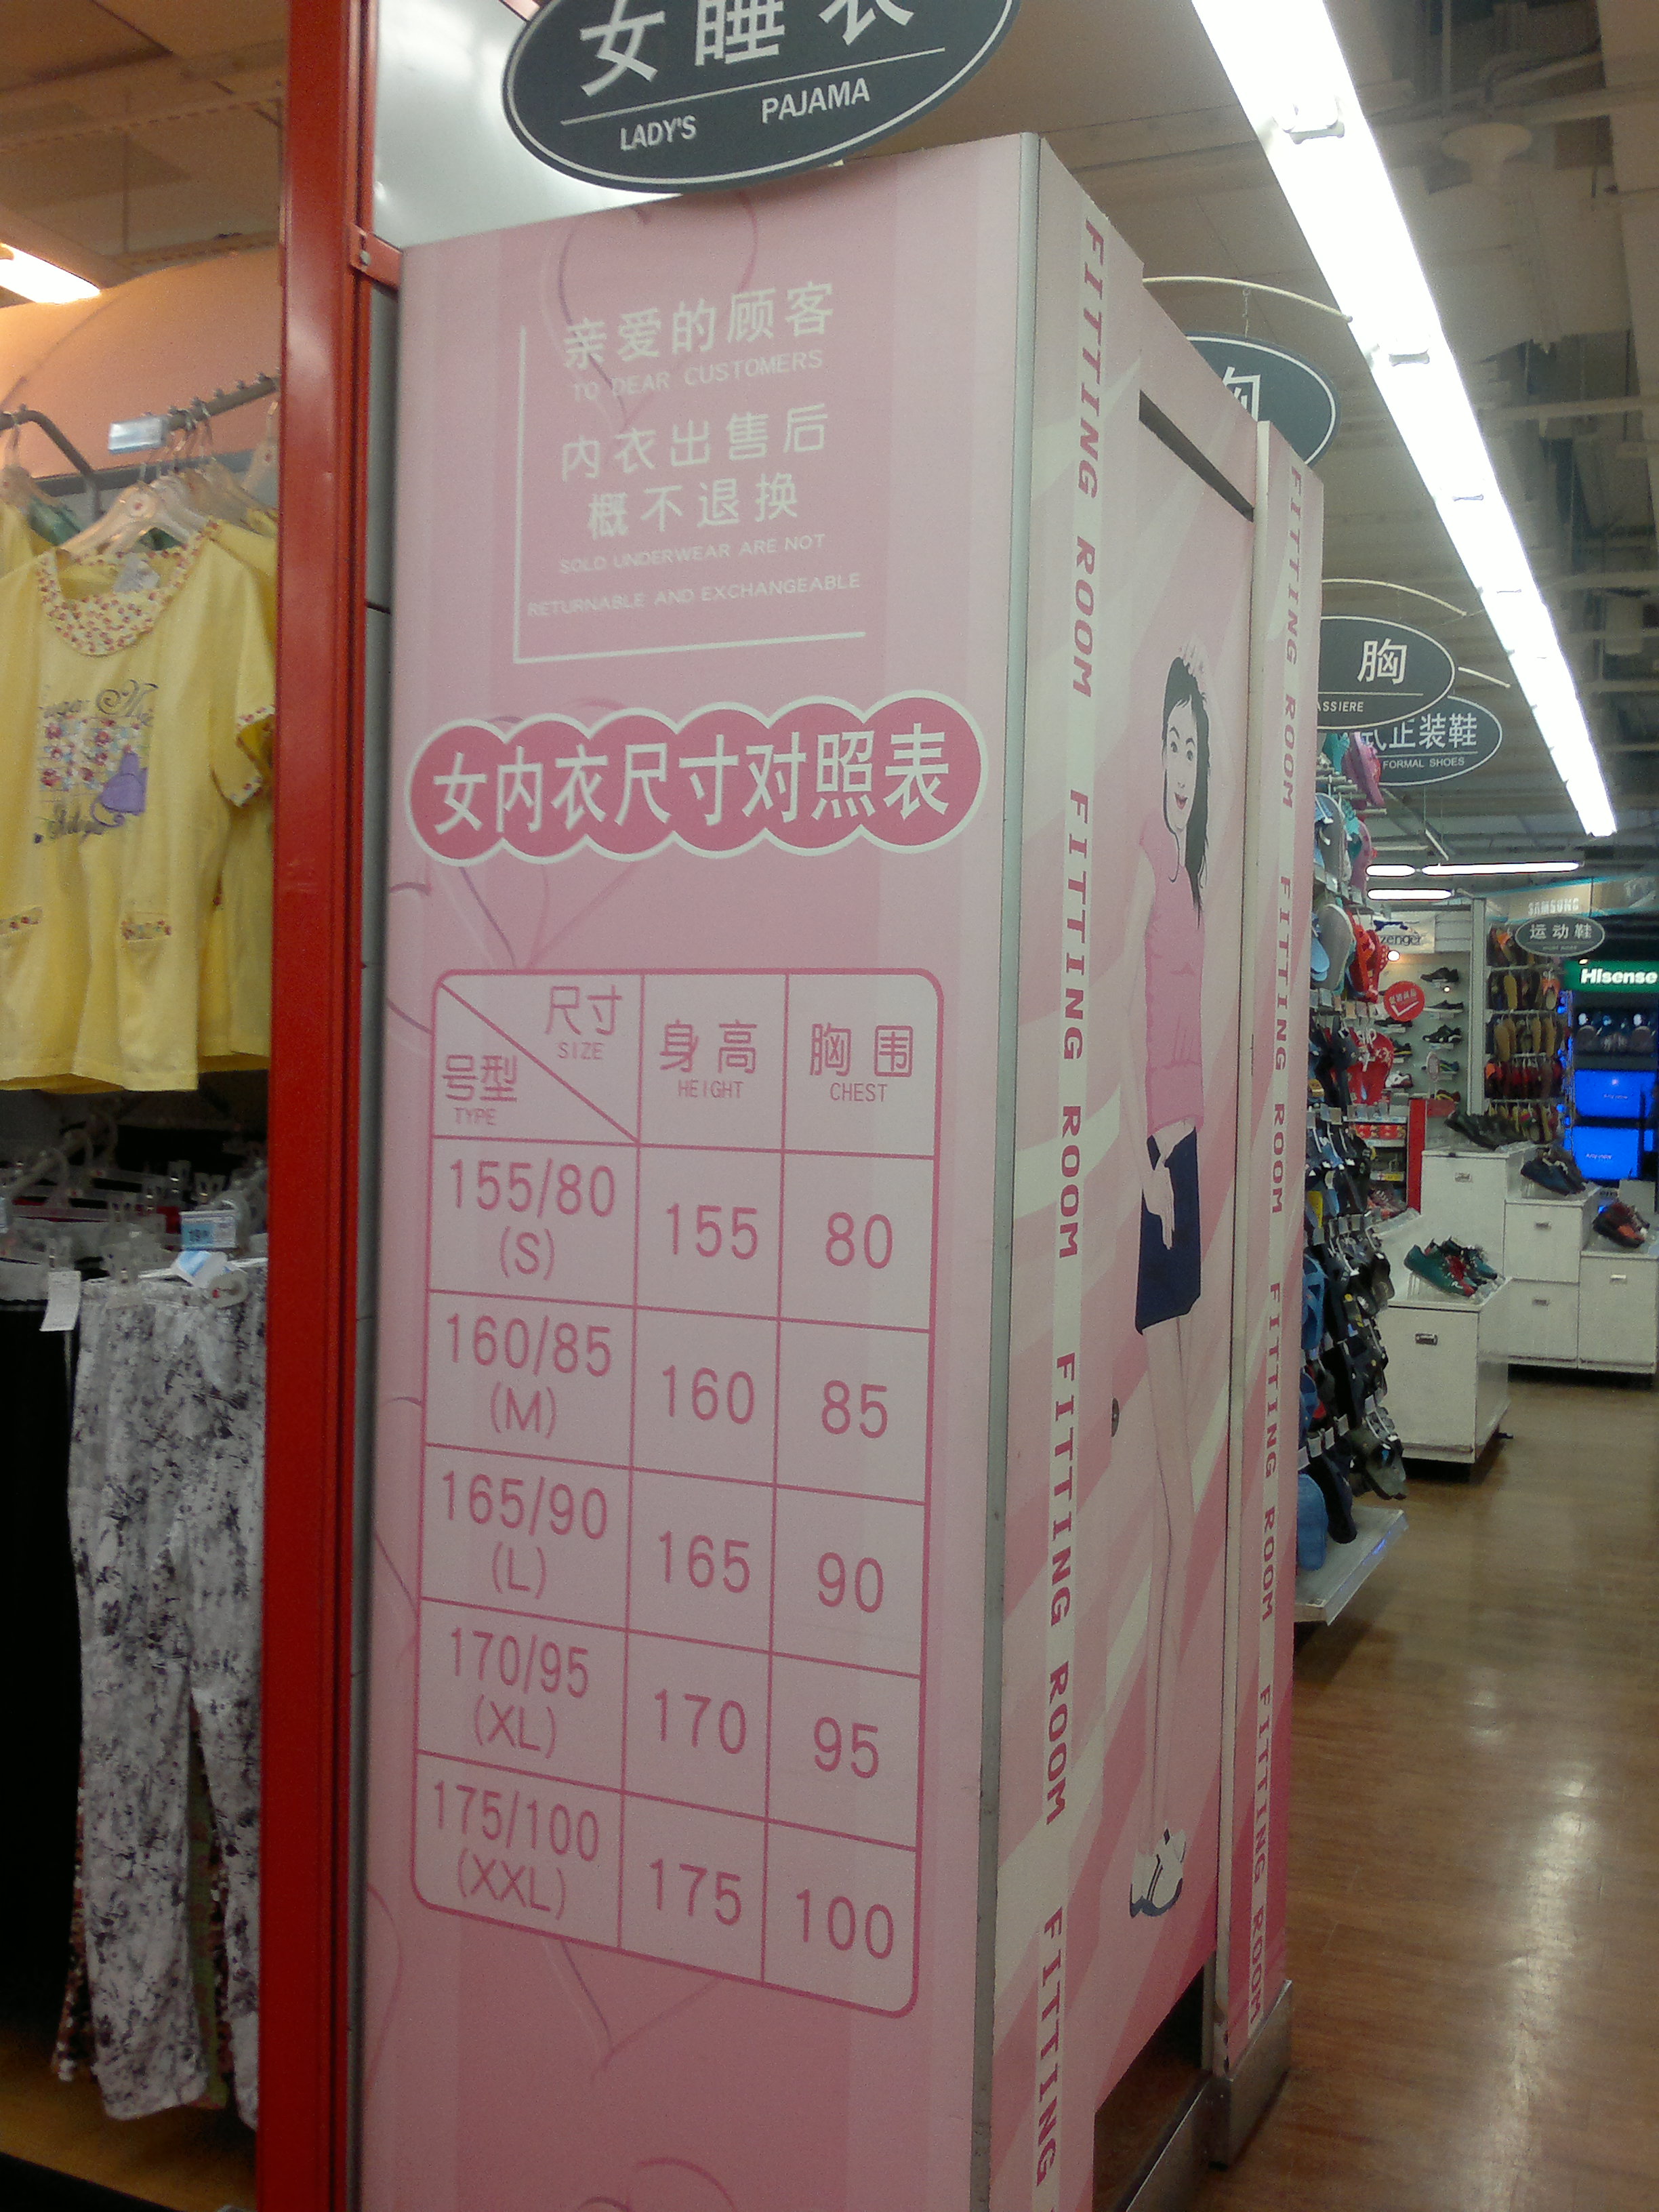 女睡衣
LADY'S PAJAMA
亲爱的顾客
TO DEAR CUSTOMERS
内衣出售后
概不退换
SOLD UNDERWEAR ARE NOT
RETURNABLE AND EXCHANGEABLE
女内衣尺寸对照表
尺寸
SIZE
号型
TYPE
身高
HEIGHT
胸围
CHEST
155/80
(S)
155
80
160/85
(M)
160
85
165/90
(L)
165
90
170/95
(XL)
170
95
175/100
(XXL)
175
100
FITTING ROOM FITTING ROOM FITTING ROOM FITTING
FITTING ROOM FITTING ROOM FITTING ROOM FITTING ROOM
胸
胸
ASSIERE
式正装鞋
FORMAL SHOES
SAMSUNG
运动鞋
Hisense